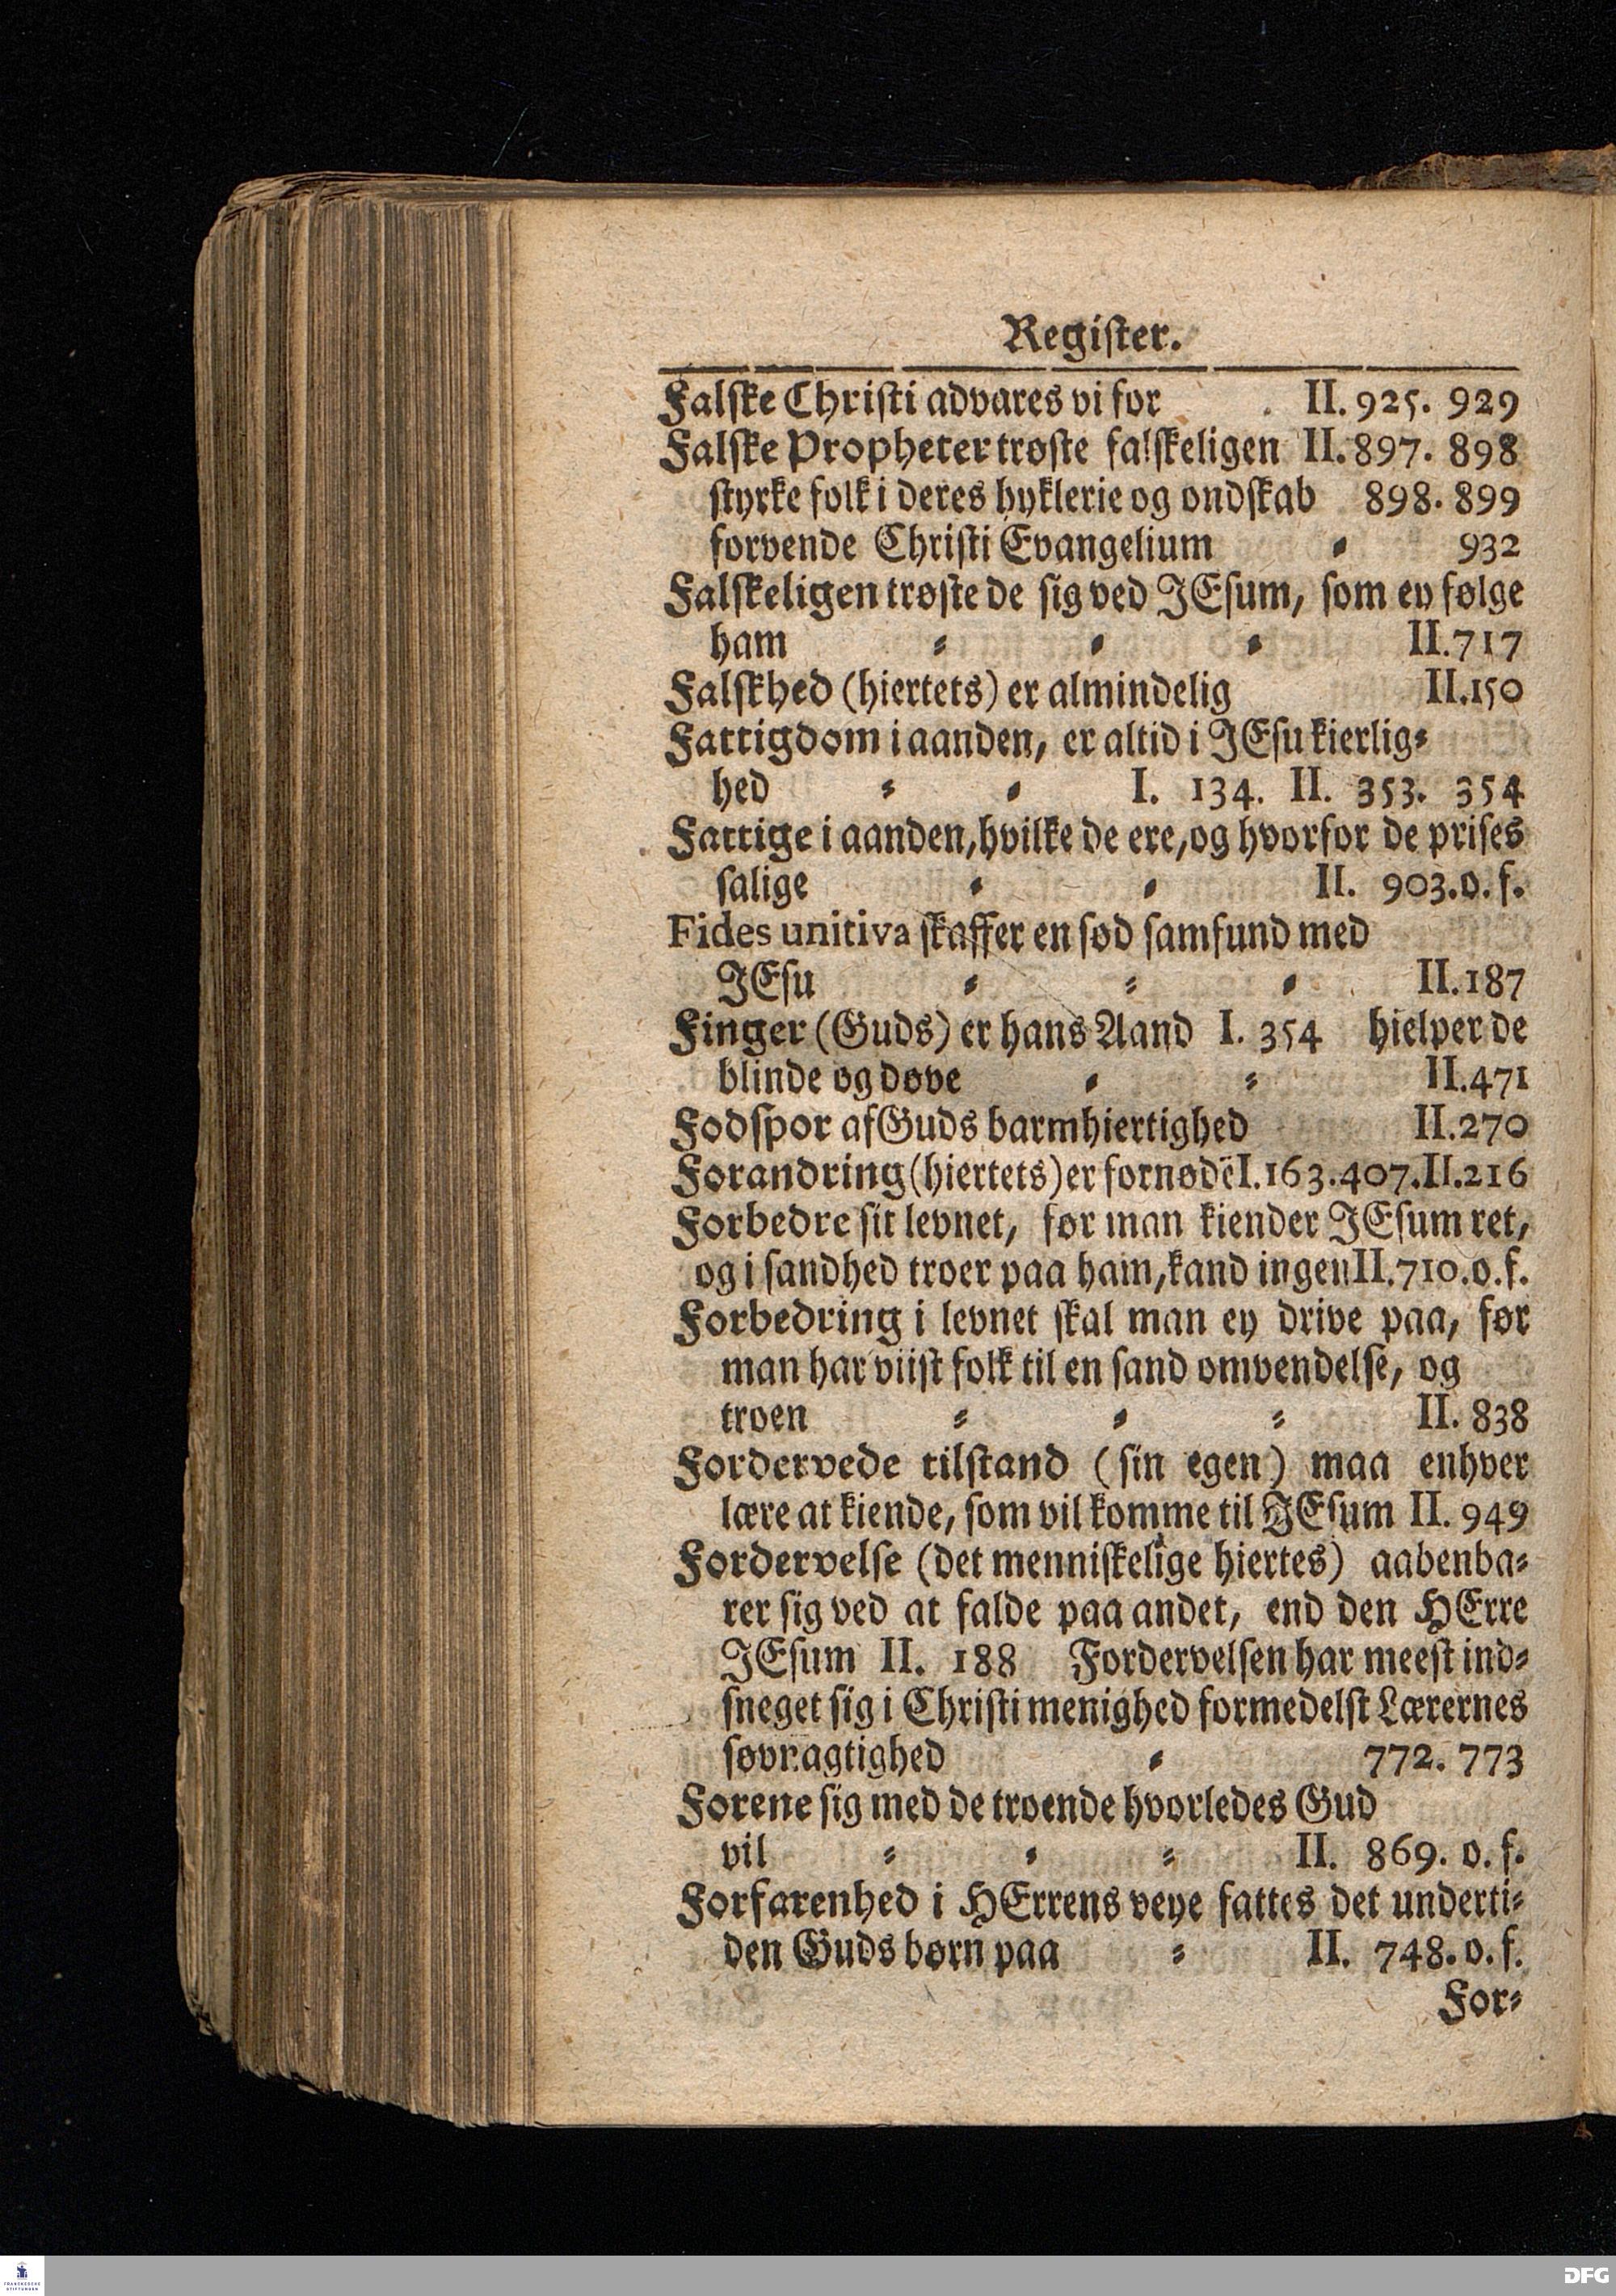 Register.
Falske Christi advares vi for II. 925. 929
Falske Propheter trøste falskeligen II. 897. 898
styrke folk i deres hyklerie og ondskab 898. 899
forvende Christi Evangelium ⸗ 932
Falskeligen trøste de sig ved JEsum, som ey følge
ham ⸗ ⸗ ⸗ II. 717
Falskhed (hiertets) er almindelig II. 150
Fattigdom i aanden, er altid i JEsu kierlig⸗
hed ⸗ ⸗ I. 134. II. 353. 354
Fattige i aanden, hvilke de ere, og hvorfor de prises
salige ⸗ ⸗ II. 903. o. f.
Fides unitiva skaffer en sød samfund med
JEsu ⸗ ⸗ ⸗ II. 187
Finger (Guds) er hans Aand I. 354 hielper de
blinde og døve ⸗ ⸗ II. 471
Fodspor af Guds barmhiertighed II. 270
Forandring (hiertets) er fornødē I. 163. 407. II. 216
Forbedre sit levnet, før man kiender JEsum ret,
og i sandhed troer paa ham, kand ingen II. 710. o. f.
Forbedring i levnet skal man ey drive paa, før
man har viist folk til en sand omvendelse, og
troen ⸗ ⸗ ⸗ II. 838
Fordervede tilstand (sin egen) maa enhver
lære at kiende, som vil komme til JEsum II. 949
Fordervelse (det menniskelige hiertes) aabenba⸗
rer sig ved at falde paa andet, end den HErre
JEsum II. 188 Fordervelsen har meest ind⸗
sneget sig i Christi menighed formedelst Lærernes
søvnagtighed ⸗ 772. 773
Forene sig med de troende hvorledes Gud
vil ⸗ ⸗ ⸗ II. 869. o. f.
Forfarenhed i HErrens veye fattes det underti⸗
den Guds børn paa ⸗ II. 748. o. f.
For⸗
FRANCKESCHE
STIFTUNGEN
DFG